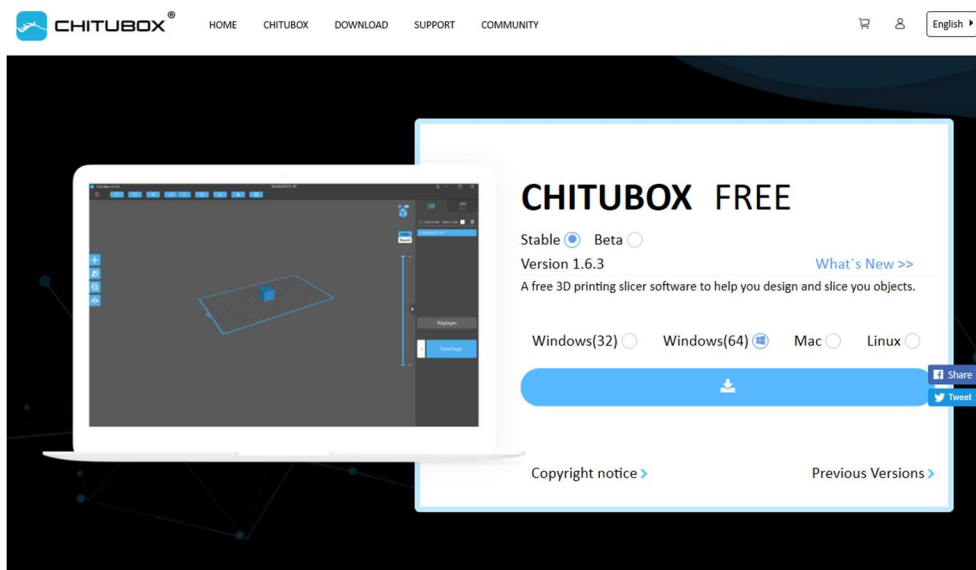 CHITUBOX®
HOME CHITUBOX DOWNLOAD SUPPORT COMMUNITY
English
CHITUBOX FREE
Stable Beta
Version 1.6.3
What`s New >>
A free 3D printing slicer software to help you design and slice you objects.
Windows(32) Windows(64) Mac Linux
Share
Tweet
Copyright notice
Previous Versions
Réglages
Tranchage